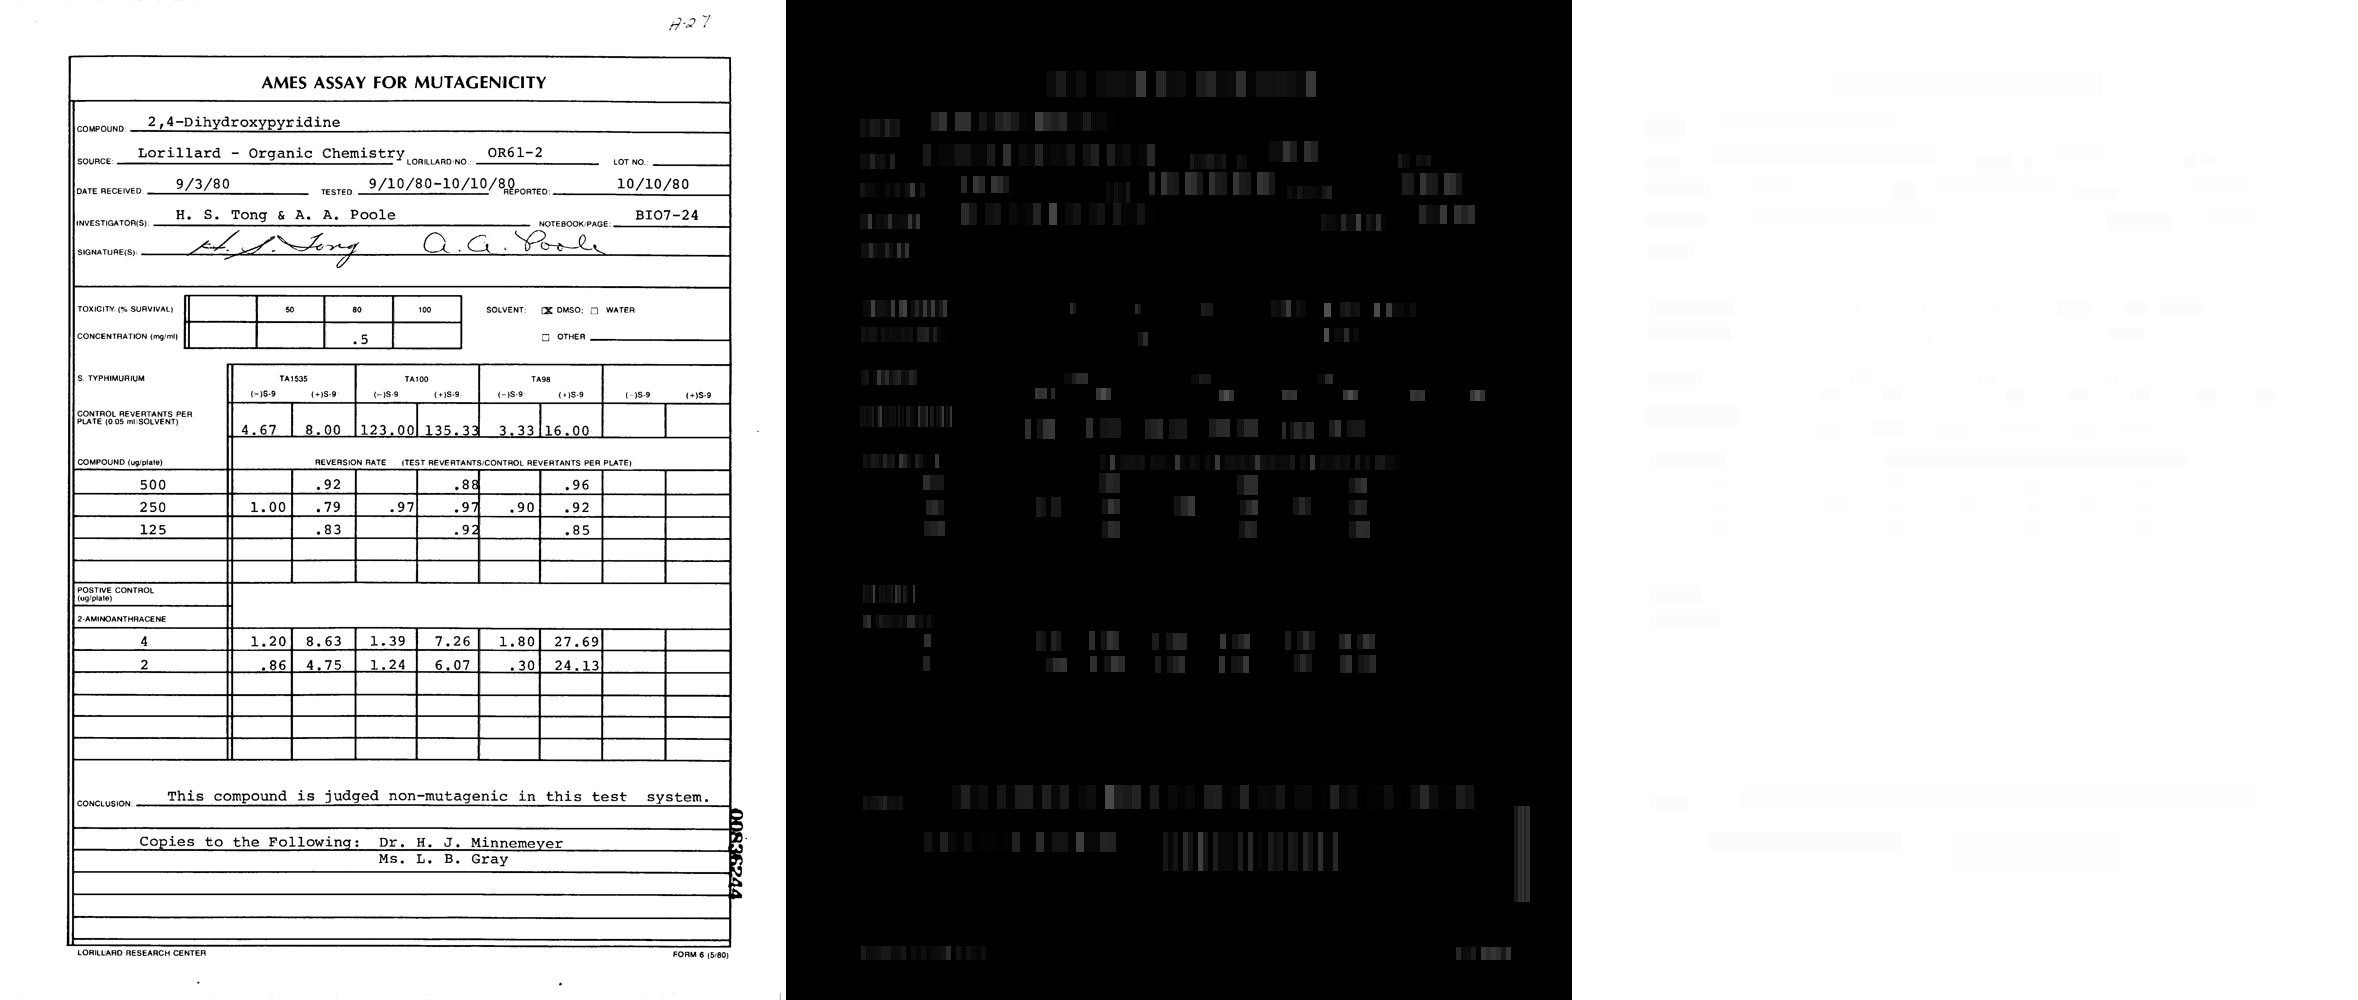 A-27
AMES ASSAY FOR MUTAGENICITY
COMPOUND: 2,4-Dihydroxypyridine
SOURCE: Lorillard - Organic Chemistry LORILLARD NO.: OR61-2 LOT NO.:
DATE RECEIVED: 9/3/80 TESTED 9/10/80-10/10/80 REPORTED: 10/10/80
INVESTIGATOR(S): H. S. Tong & A. A. Poole NOTEBOOK/PAGE: BIO7-24
SIGNATURE(S): H. S. Tong A. A. Poole
TOXICITY (% SURVIVAL) 50 80 100 SOLVENT: ☒ DMSO; ☐ WATER
CONCENTRATION (mg/ml) .5 ☐ OTHER
S. TYPHIMURIUM TA1535 TA100 TA98
(-)S-9 (+)S-9 (-)S-9 (+)S-9 (-)S-9 (+)S-9 (-)S-9 (+)S-9
CONTROL REVERTANTS PER
PLATE (0.05 ml SOLVENT)
4.67 8.00 123.00 135.33 3.33 16.00
COMPOUND (ug/plate) REVERSION RATE (TEST REVERTANTS/CONTROL REVERTANTS PER PLATE)
500 .92 .88 .96
250 1.00 .79 .97 .97 .90 .92
125 .83 .92 .85
POSTIVE CONTROL
(ug/plate)
2-AMINOANTHRACENE
4 1.20 8.63 1.39 7.26 1.80 27.69
2 .86 4.75 1.24 6.07 .30 24.13
CONCLUSION: This compound is judged non-mutagenic in this test system.
Copies to the Following: Dr. H. J. Minnemeyer
Ms. L. B. Gray
00836244
LORILLARD RESEARCH CENTER FORM 6 (5/80)